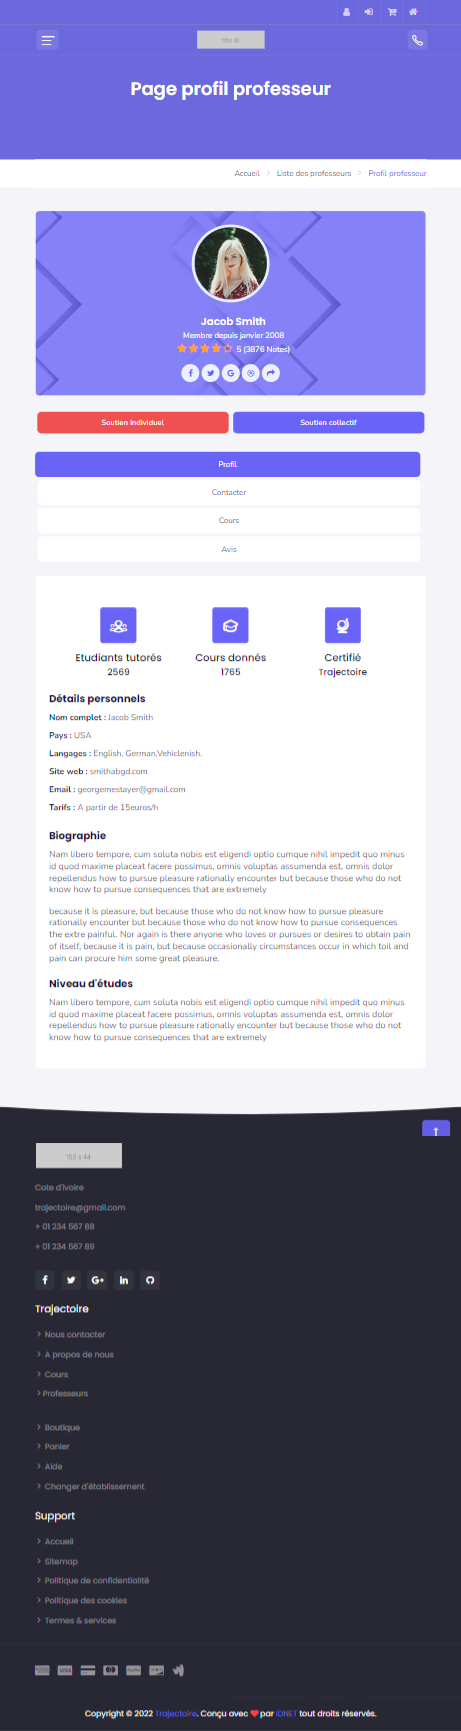 153 x 80
Page profil professeur
Accueil > Liste des professeurs > Profil professeur
Jacob Smith
Membre depuis janvier 2008
5 (3876 Notes)
Soutien individuel
Soutien collectif
Profil
Contacter
Cours
Avis
Etudiants tutorés
2569
Cours donnés
1765
Certifié
Trajectoire
Détails personnels
Nom complet : Jacob Smith
Pays : USA
Langages : English, German,Vehiclenish.
Site web : smithabgd.com
Email : georgemestayer@gmail.com
Tarifs : A partir de 15euros/h
Biographie
Nam libero tempore, cum soluta nobis est eligendi optio cumque nihil impedit quo minus
id quod maxime placeat facere possimus, omnis voluptas assumenda est, omnis dolor
repellendus how to pursue pleasure rationally encounter but because those who do not
know how to pursue consequences that are extremely
because it is pleasure, but because those who do not know how to pursue pleasure
rationally encounter but because those who do not know how to pursue consequences
the extre painful. Nor again is there anyone who loves or pursues or desires to obtain pain
of itself, because it is pain, but because occasionally circumstances occur in which toil and
pain can procure him some great pleasure.
Niveau d'études
Nam libero tempore, cum soluta nobis est eligendi optio cumque nihil impedit quo minus
id quod maxime placeat facere possimus, omnis voluptas assumenda est, omnis dolor
repellendus how to pursue pleasure rationally encounter but because those who do not
know how to pursue consequences that are extremely
153 x 44
Cote d'ivoire
trajectoire@gmail.com
+ 01 234 567 88
+ 01 234 567 89
Trajectoire
> Nous contacter
> A propos de nous
> Cours
> Professeurs
> Boutique
> Panier
> Aide
> Changer d'établissement
Support
> Accueil
> Sitemap
> Politique de confidentialité
> Politique des cookies
> Termes & services
VISA
Copyright © 2022 Trajectoire. Conçu avec ❤ par IDNET tout droits réservés.